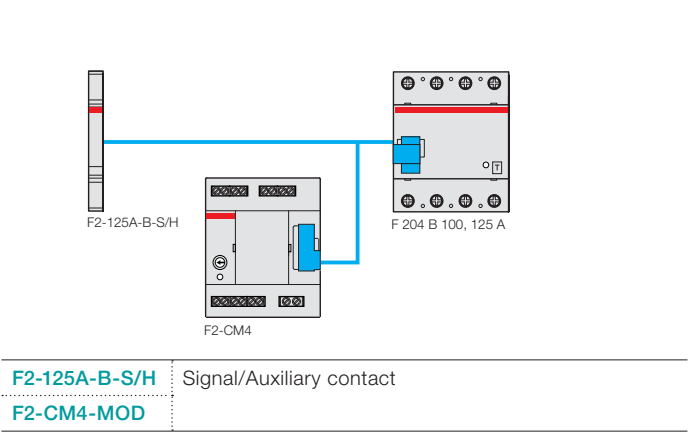 T
F2-125A-B-S/H
F 204 B 100, 125 A
F2-CM4
F2-125A-B-S/H Signal/Auxiliary contact
F2-CM4-MOD